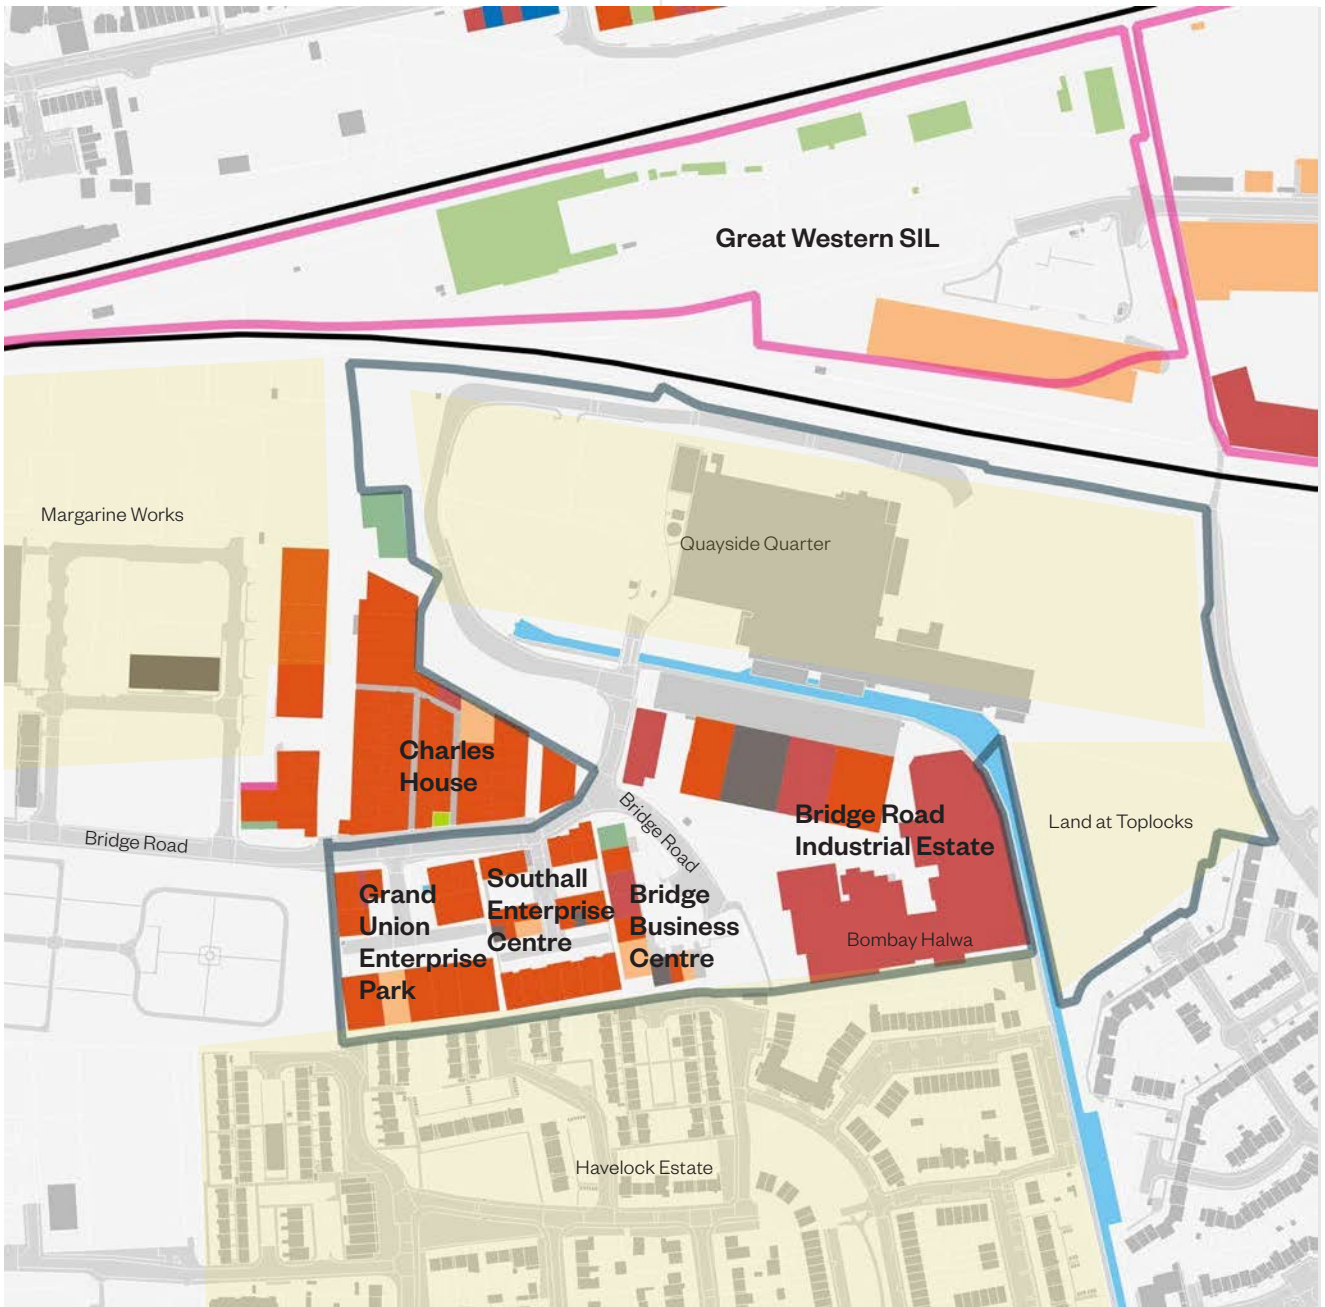 Great Western SIL
Margarine Works
Quayside Quarter
Charles
House
Bridge Road
Bridge Road
Bridge Road
Industrial Estate
Land at Toplocks
Grand
Union
Enterprise
Park
Southall
Enterprise
Centre
Bridge
Business
Centre
Bombay Halwa
Havelock Estate